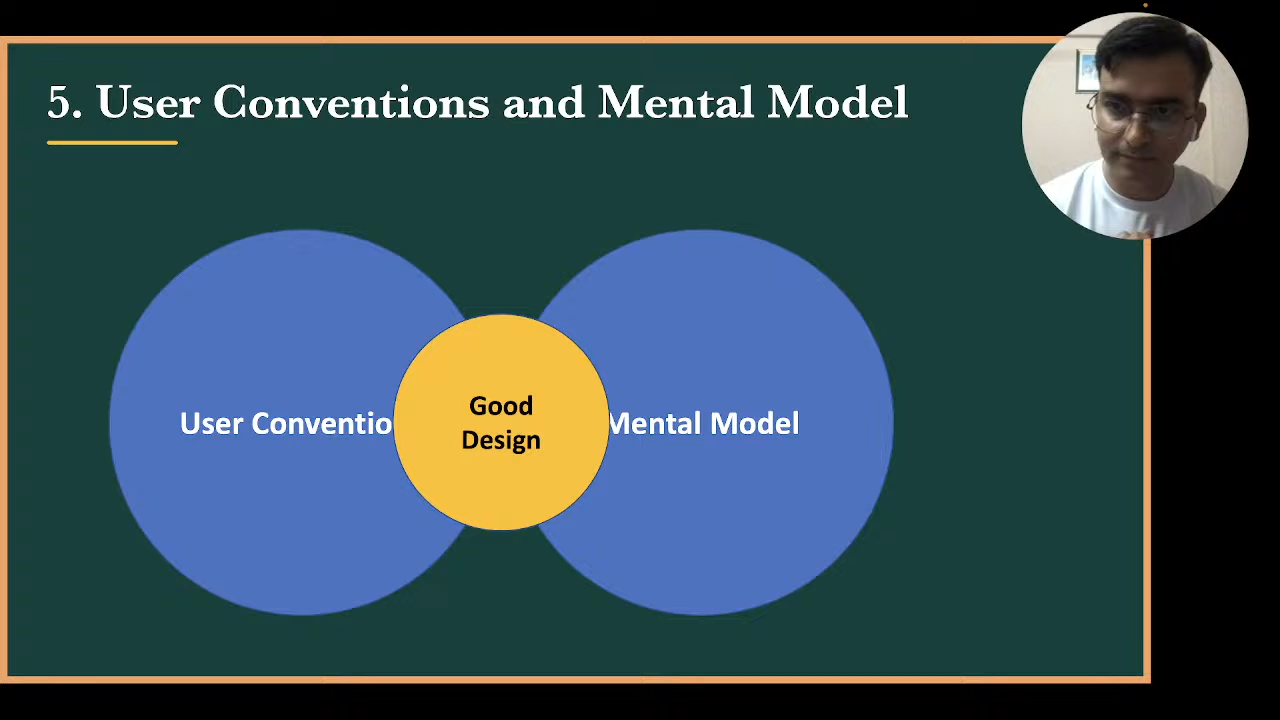 5. User Conventions and Mental Model
User Conventio
Good
Design
Mental Model